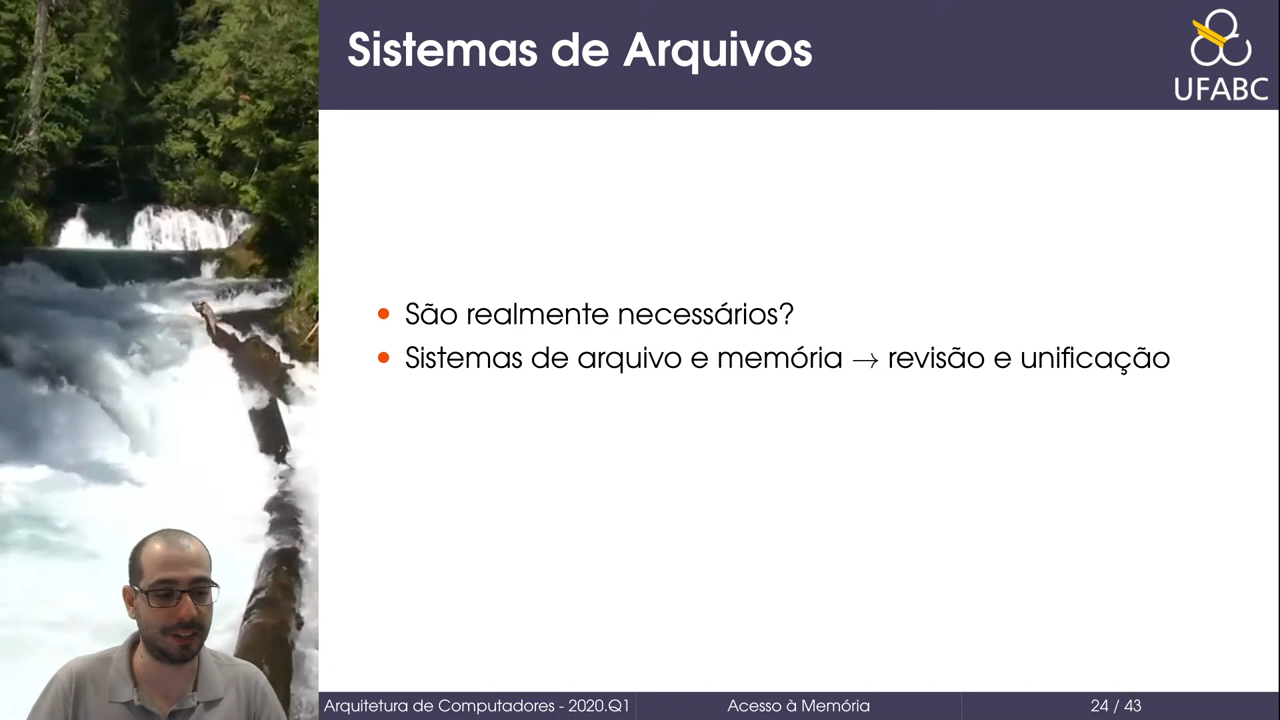 Sistemas de Arquivos
UFABC
• São realmente necessários?
• Sistemas de arquivo e memória → revisão e unificação
Arquitetura de Computadores - 2020.Q1
Acesso à Memória
24 / 43